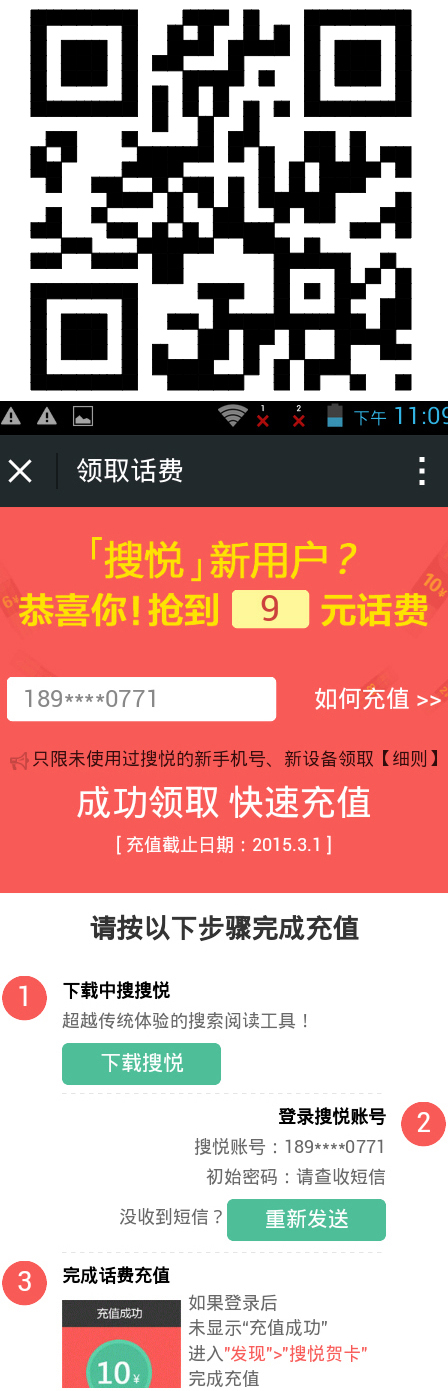 1 2 下午 11:09
领取话费
「搜悦」新用户？
恭喜你！抢到 9 元话费
189****0771 如何充值 >>
只限未使用过搜悦的新手机号、新设备领取【细则】
成功领取 快速充值
[ 充值截止日期：2015.3.1 ]
请按以下步骤完成充值
1 下载中搜搜悦
超越传统体验的搜索阅读工具！
下载搜悦
登录搜悦账号 2
搜悦账号：189****0771
初始密码：请查收短信
没收到短信？ 重新发送
3 完成话费充值
充值成功
10¥
如果登录后
未显示“充值成功”
进入"发现">"搜悦贺卡"
完成充值